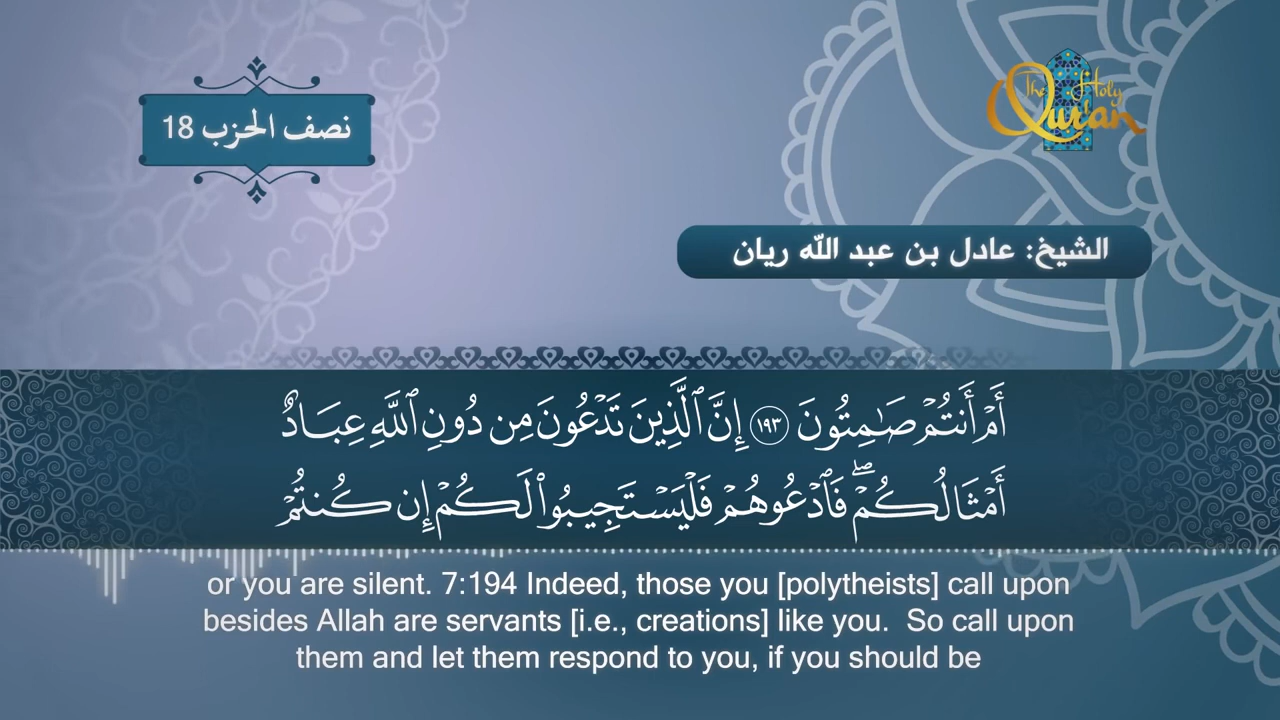 نصف الحزب 18
The Holy
Qur'an
الشيخ: عادل بن عبد الله ريان
أَمْ أَنتُمْ صَـٰمِتُونَ ١٩٣ إِنَّ ٱلَّذِينَ تَدْعُونَ مِن دُونِ ٱللَّهِ عِبَادٌ
أَمْثَالُكُمْ ۖ فَٱدْعُوهُمْ فَلْيَسْتَجِيبُوا۟ لَكُمْ إِن كُنتُمْ
or you are silent. 7:194 Indeed, those you [polytheists] call upon
besides Allah are servants [i.e., creations] like you.  So call upon
them and let them respond to you, if you should be